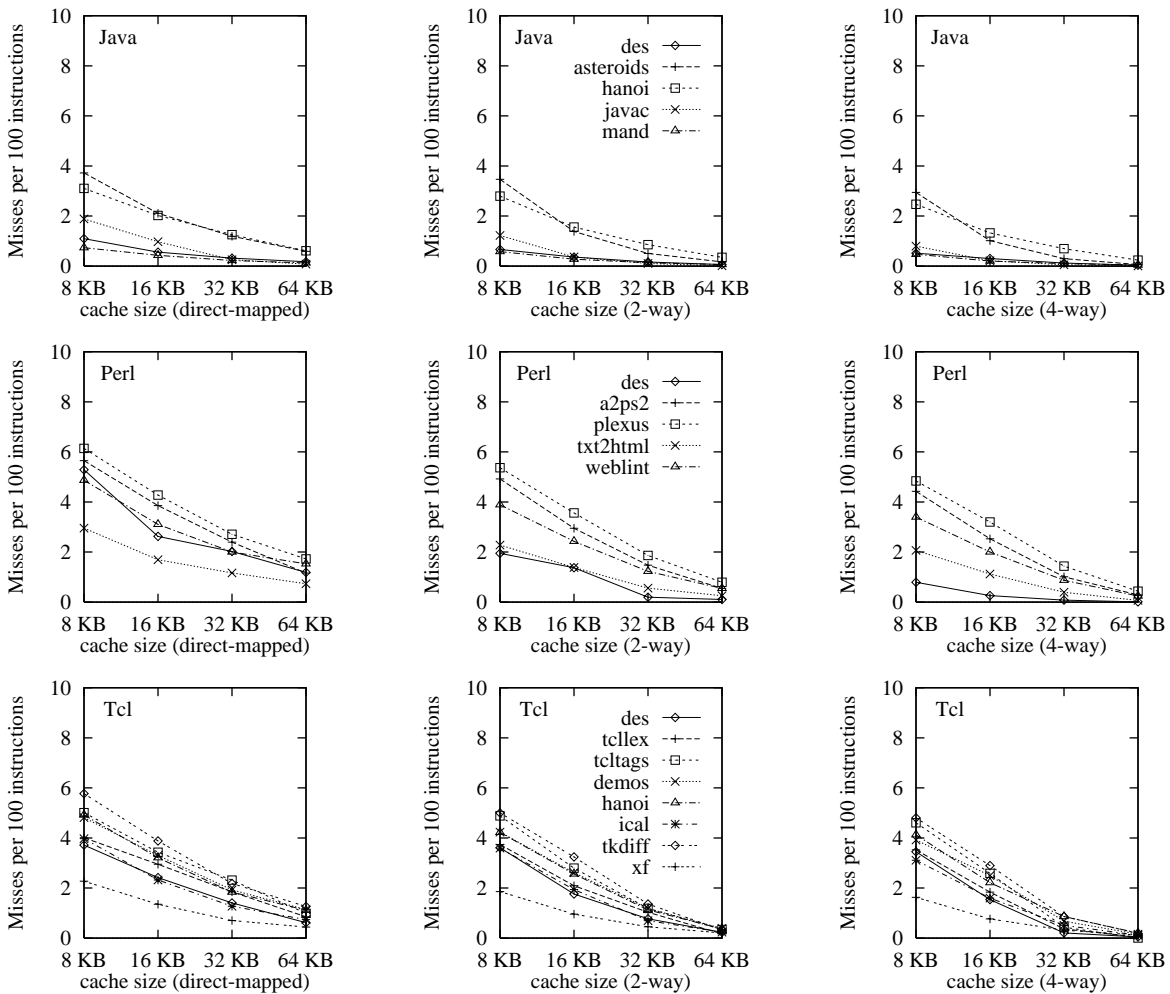 Misses per 100 instructions
10
8
6
4
2
0
Java
8 KB 16 KB 32 KB 64 KB
cache size (direct-mapped)
Misses per 100 instructions
10
8
6
4
2
0
Java
des
asteroids
hanoi
javac
mand
8 KB 16 KB 32 KB 64 KB
cache size (2-way)
Misses per 100 instructions
10
8
6
4
2
0
Java
8 KB 16 KB 32 KB 64 KB
cache size (4-way)
Misses per 100 instructions
10
8
6
4
2
0
Perl
8 KB 16 KB 32 KB 64 KB
cache size (direct-mapped)
Misses per 100 instructions
10
8
6
4
2
0
Perl
des
a2ps2
plexus
txt2html
weblint
8 KB 16 KB 32 KB 64 KB
cache size (2-way)
Misses per 100 instructions
10
8
6
4
2
0
Perl
8 KB 16 KB 32 KB 64 KB
cache size (4-way)
Misses per 100 instructions
10
8
6
4
2
0
Tcl
8 KB 16 KB 32 KB 64 KB
cache size (direct-mapped)
Misses per 100 instructions
10
8
6
4
2
0
Tcl
des
tcllex
tcltags
demos
hanoi
ical
tkdiff
xf
8 KB 16 KB 32 KB 64 KB
cache size (2-way)
Misses per 100 instructions
10
8
6
4
2
0
Tcl
8 KB 16 KB 32 KB 64 KB
cache size (4-way)